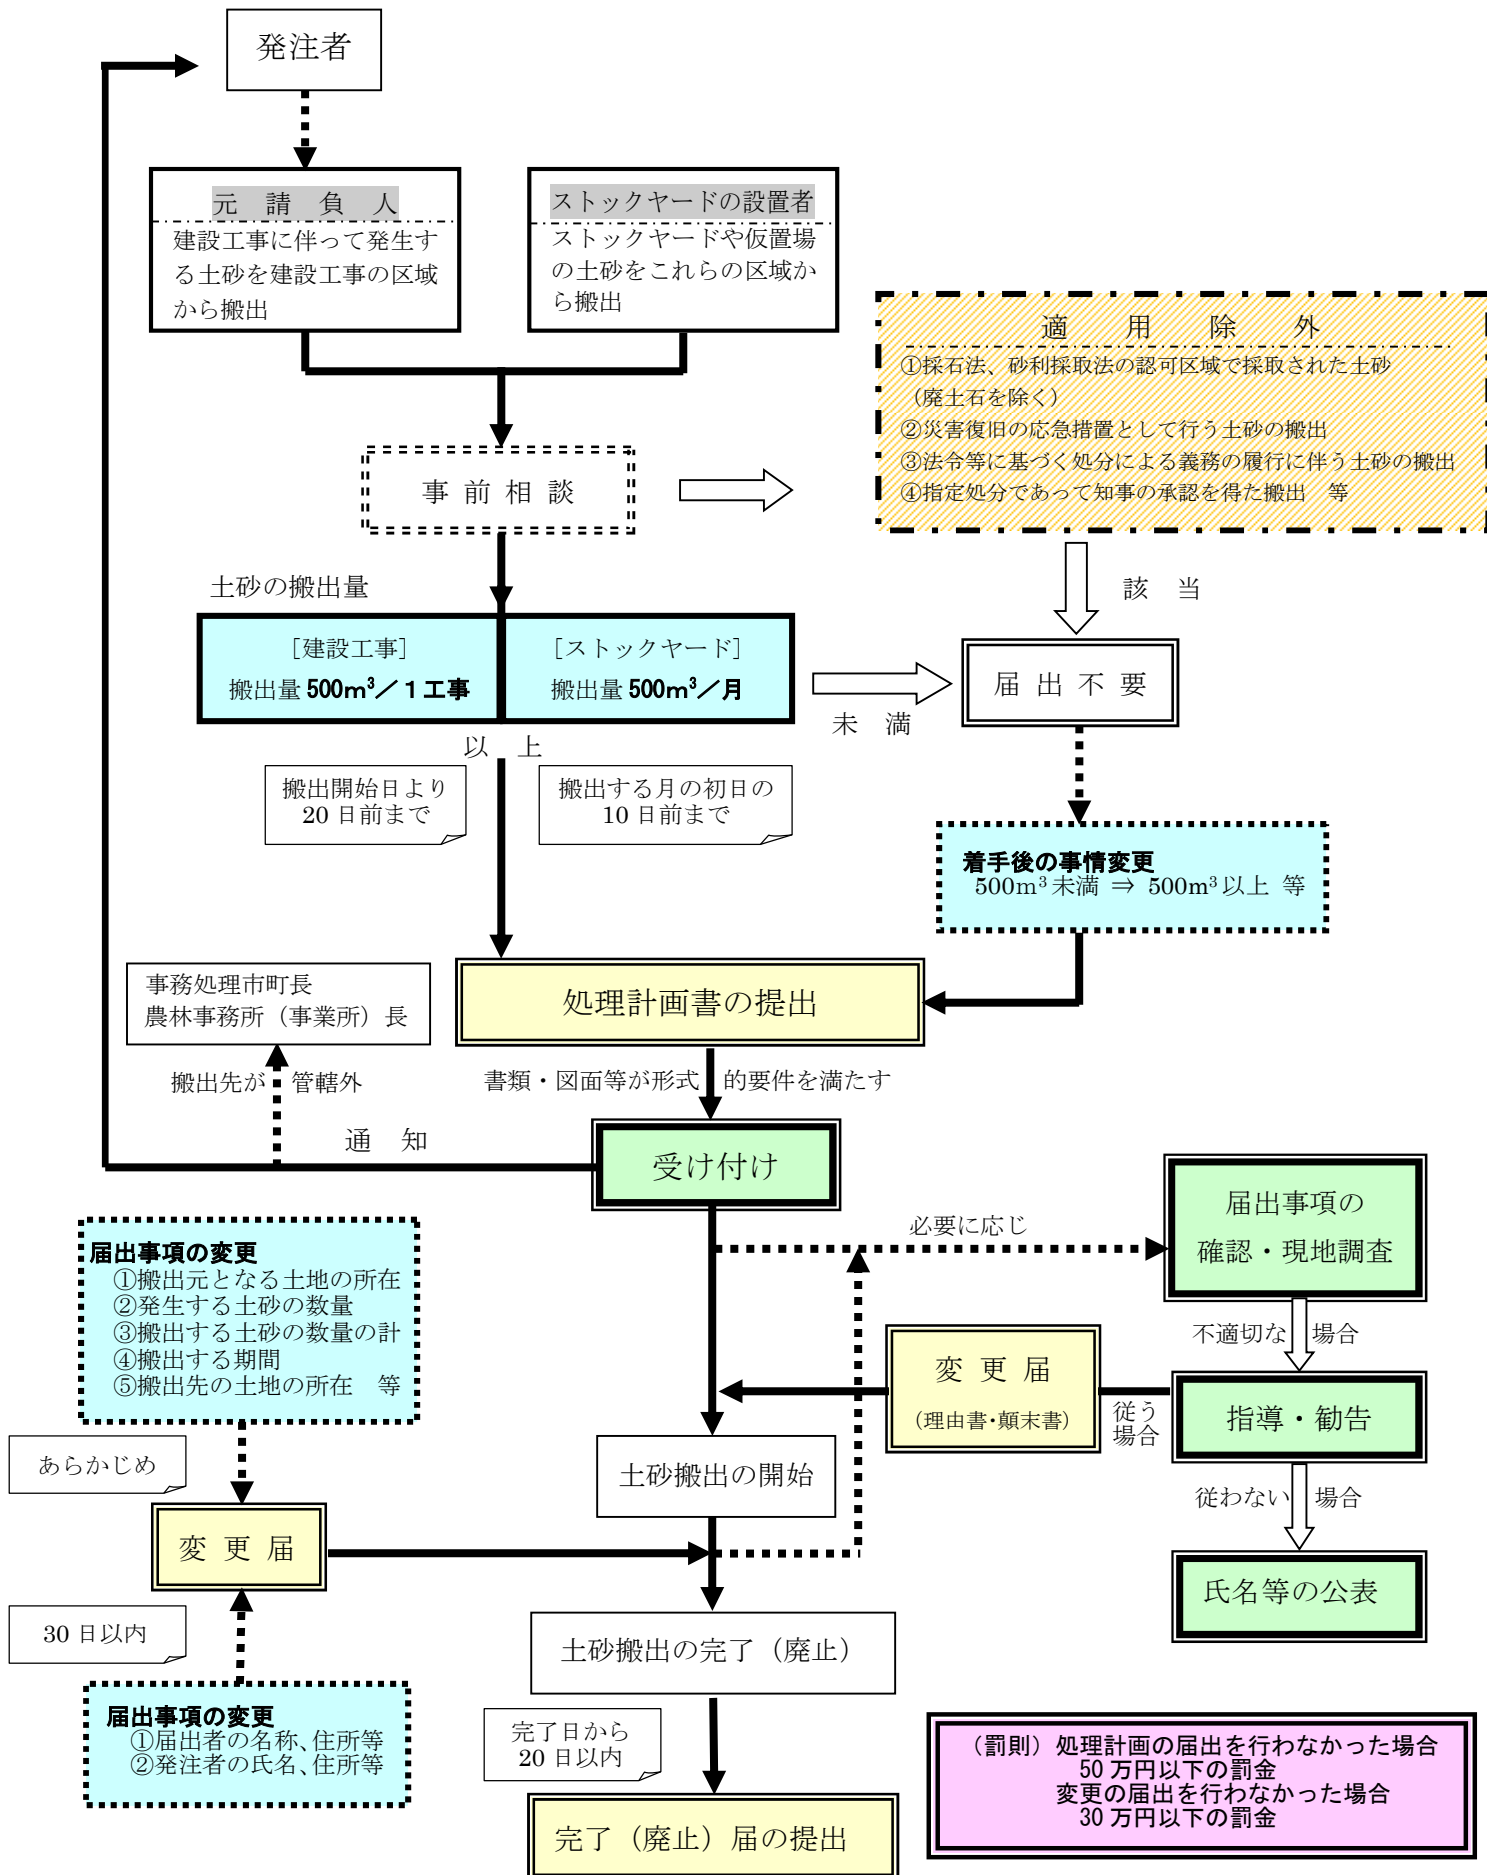 発注者
元請負人
建設工事に伴って発生す
る土砂を建設工事の区域
から搬出
ストックヤードの設置者
ストックヤードや仮置場
の土砂をこれらの区域か
ら搬出
適用除外
①採石法、砂利採取法の認可区域で採取された土砂
（廃土石を除く）
②災害復旧の応急措置として行う土砂の搬出
③法令等に基づく処分による義務の履行に伴う土砂の搬出
④指定処分であって知事の承認を得た搬出　等
事前相談
該　当
土砂の搬出量
［建設工事］
搬出量 500m³／１工事
［ストックヤード］
搬出量 500m³／月
未　満
届出不要
以　上
搬出開始日より
20 日前まで
搬出する月の初日の
10 日前まで
着手後の事情変更
500m³未満 ⇒ 500m³以上 等
処理計画書の提出
事務処理市町長
農林事務所（事業所）長
搬出先が　管轄外
書類・図面等が形式的要件を満たす
通　知
受け付け
必要に応じ
届出事項の
確認・現地調査
不適切な　場合
届出事項の変更
①搬出元となる土地の所在
②発生する土砂の数量
③搬出する土砂の数量の計
④搬出する期間
⑤搬出先の土地の所在　等
変更届
（理由書・顛末書）
従う
場合
指導・勧告
従わない　場合
氏名等の公表
あらかじめ
変更届
土砂搬出の開始
30 日以内
届出事項の変更
①届出者の名称、住所等
②発注者の氏名、住所等
土砂搬出の完了（廃止）
完了日から
20 日以内
完了（廃止）届の提出
（罰則）処理計画の届出を行わなかった場合
50 万円以下の罰金
変更の届出を行わなかった場合
30 万円以下の罰金